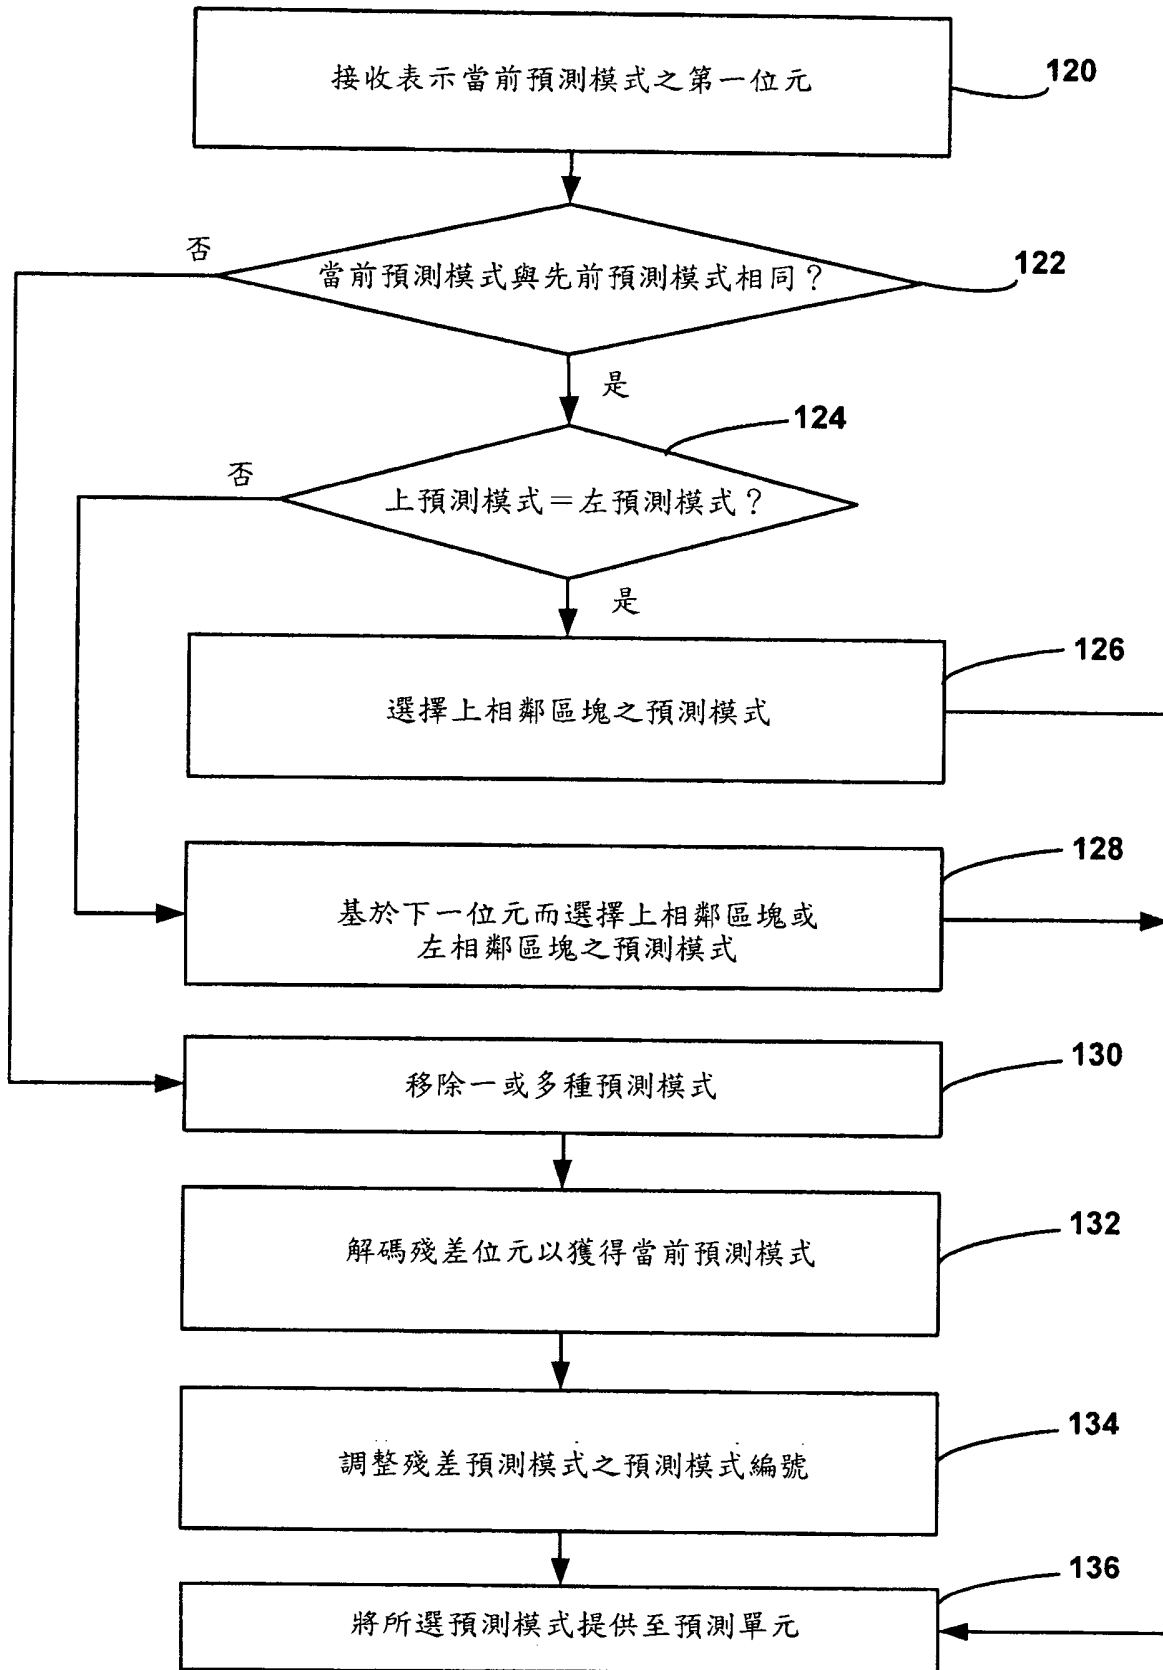 接收表示當前預測模式之第一位元
120
否
當前預測模式與先前預測模式相同？
122
是
124
否
上預測模式＝左預測模式？
是
126
選擇上相鄰區塊之預測模式
128
基於下一位元而選擇上相鄰區塊或
左相鄰區塊之預測模式
130
移除一或多種預測模式
132
解碼殘差位元以獲得當前預測模式
134
調整殘差預測模式之預測模式編號
136
將所選預測模式提供至預測單元